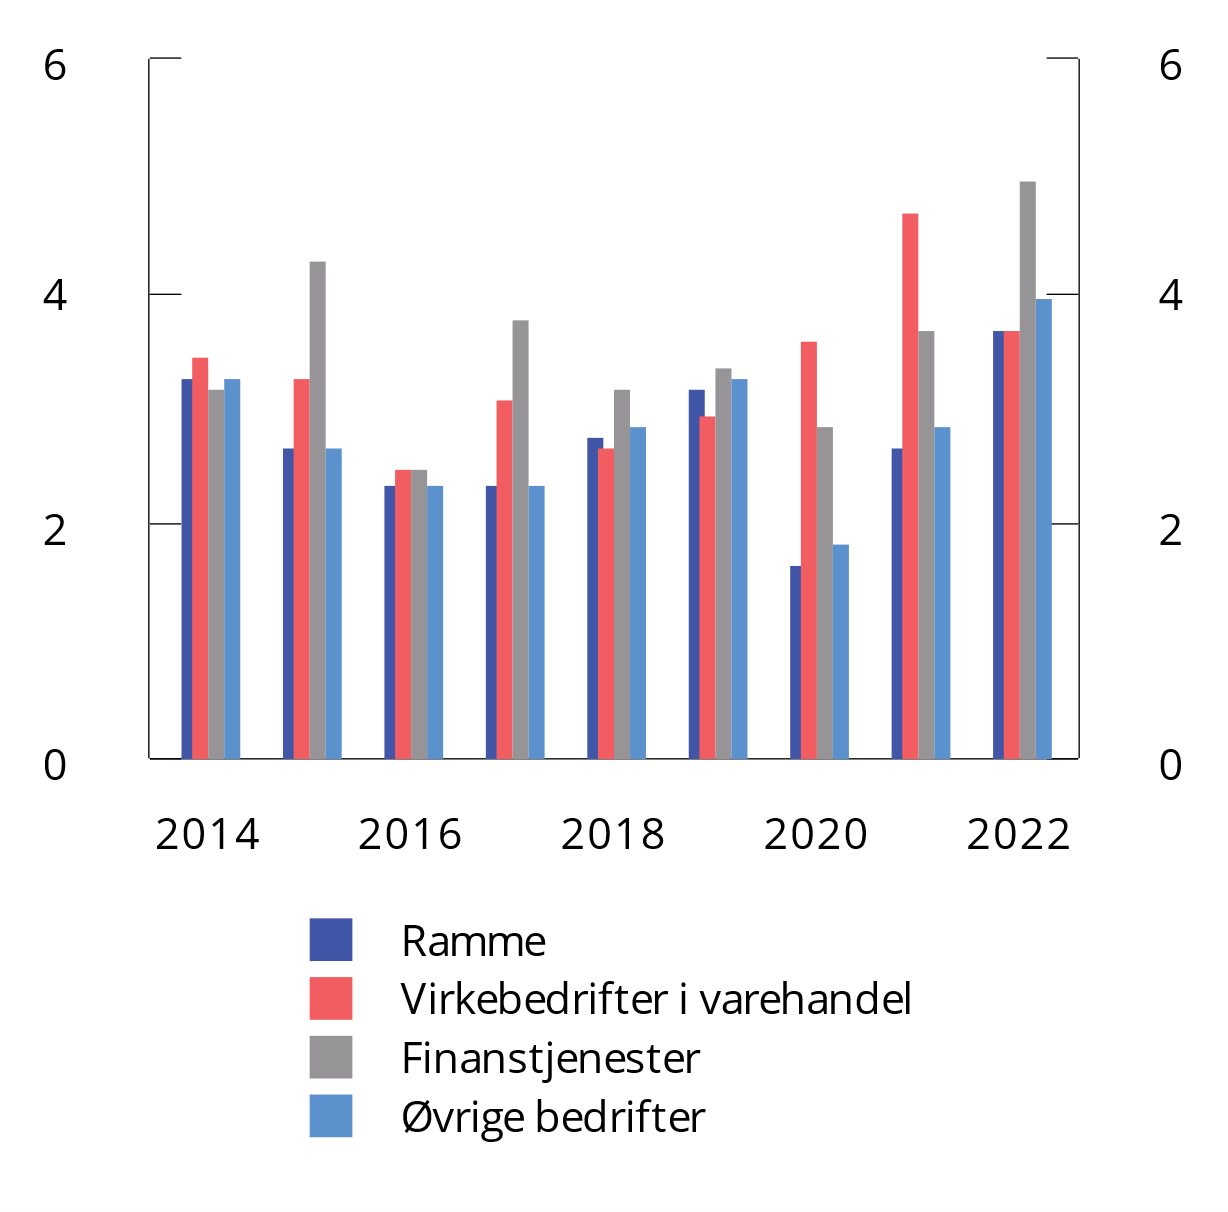 6 6
4 4
2 2
0 0
2014 2016 2018 2020 2022
Ramme
Virkebedrifter i varehandel
Finanstjenester
Øvrige bedrifter